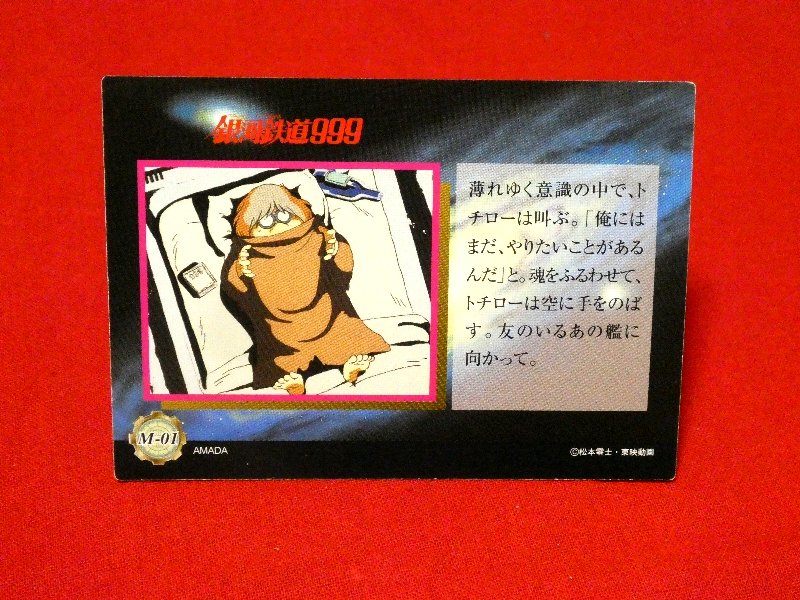 銀河鉄道999
薄れゆく意識の中で、ト
チローは叫ぶ。「俺には
まだ、やりたいことがある
んだ」と。魂をふるわせて、
トチローは空に手をのば
す。友のいるあの艦に
向かって。
M-01
AMADA
©松本零士・東映動画